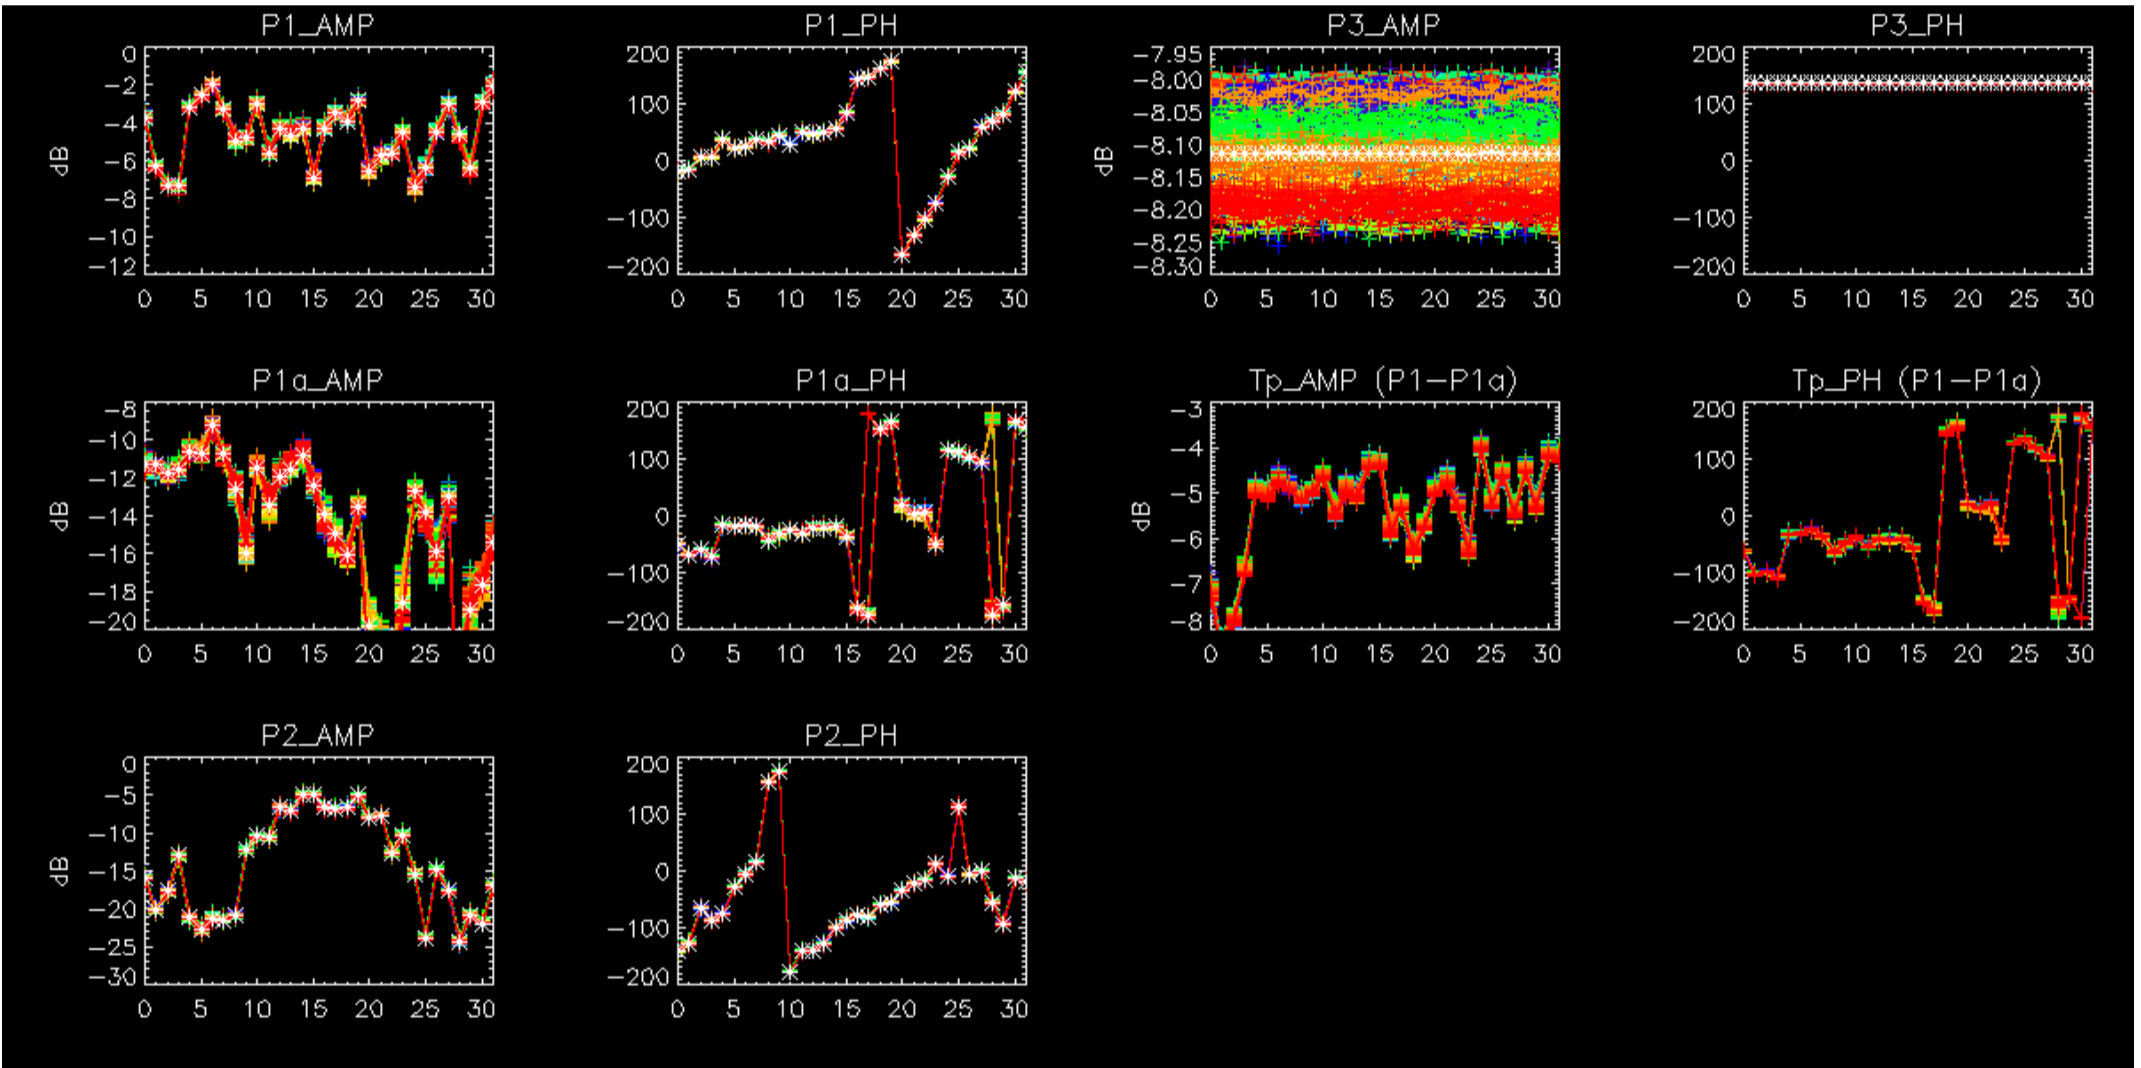 P1_AMP
0
−2
−4
−6
−8
−10
−12
dB
0 5 10 15 20 25 30
P1_PH
200
100
0
−100
−200
0 5 10 15 20 25 30
P3_AMP
−7.95
−8.00
−8.05
−8.10
−8.15
−8.20
−8.25
−8.30
dB
0 5 10 15 20 25 30
P3_PH
200
100
0
−100
−200
0 5 10 15 20 25 30
P1a_AMP
−8
−10
−12
−14
−16
−18
−20
dB
0 5 10 15 20 25 30
P1a_PH
200
100
0
−100
−200
0 5 10 15 20 25 30
Tp_AMP (P1−P1a)
−3
−4
−5
−6
−7
−8
dB
0 5 10 15 20 25 30
Tp_PH (P1−P1a)
200
100
0
−100
−200
0 5 10 15 20 25 30
P2_AMP
0
−5
−10
−15
−20
−25
−30
dB
0 5 10 15 20 25 30
P2_PH
200
100
0
−100
−200
0 5 10 15 20 25 30